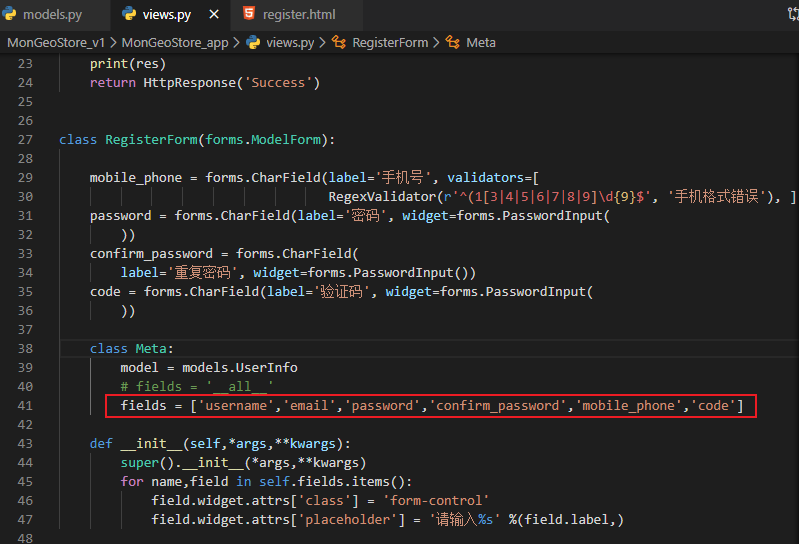 models.py views.py × register.html
MonGeoStore_v1 > MonGeoStore_app > views.py > RegisterForm > Meta
23 print(res)
24 return HttpResponse('Success')
25
26
27 class RegisterForm(forms.ModelForm):
28
29 mobile_phone = forms.CharField(label='手机号', validators=[
30 RegexValidator(r'^(1[3|4|5|6|7|8|9]\d{9}$', '手机格式错误'), ]
31 password = forms.CharField(label='密码', widget=forms.PasswordInput(
32 ))
33 confirm_password = forms.CharField(
34 label='重复密码', widget=forms.PasswordInput())
35 code = forms.CharField(label='验证码', widget=forms.PasswordInput(
36 ))
37
38 class Meta:
39 model = models.UserInfo
40 # fields = '__all__'
41 fields = ['username','email','password','confirm_password','mobile_phone','code']
42
43 def __init__(self,*args,**kwargs):
44 super().__init__(*args,**kwargs)
45 for name,field in self.fields.items():
46 field.widget.attrs['class'] = 'form-control'
47 field.widget.attrs['placeholder'] = '请输入%s' %(field.label,)
48